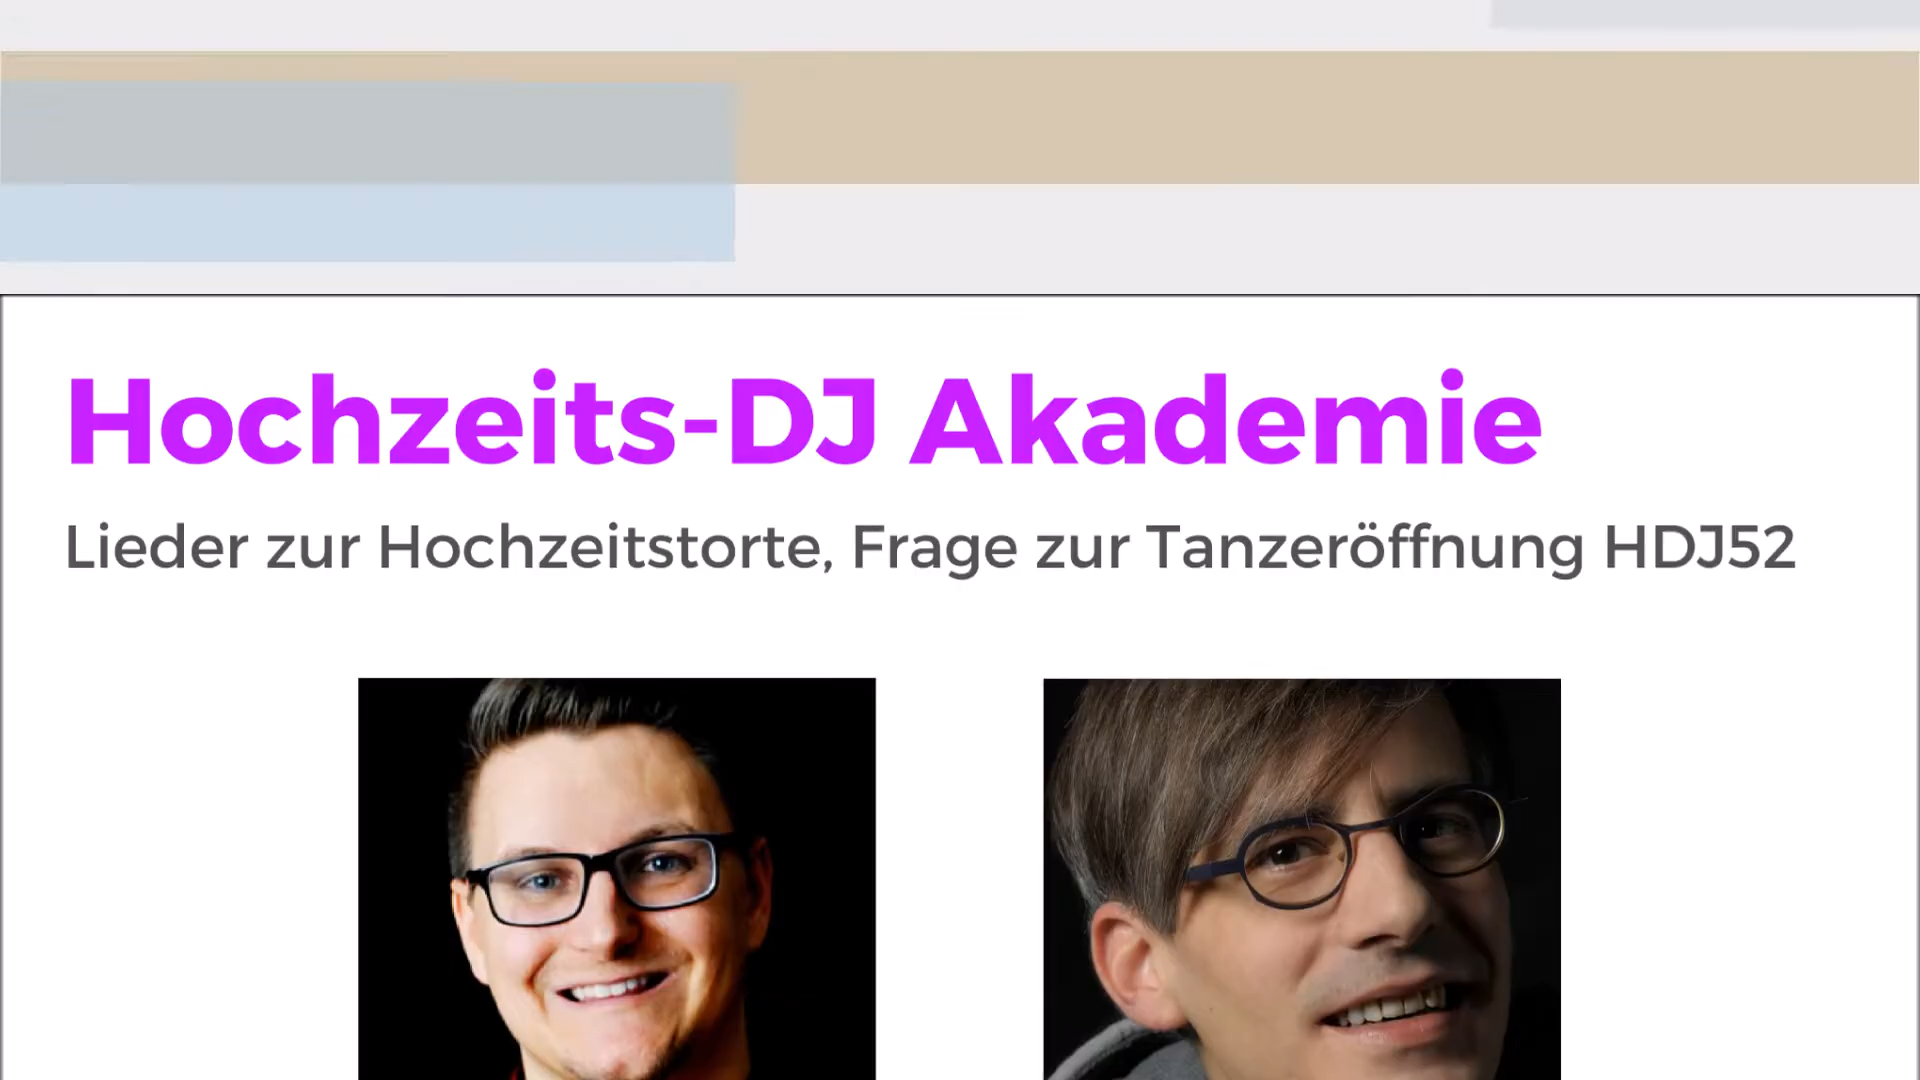 Hochzeits-DJ Akademie
Lieder zur Hochzeitstorte, Frage zur Tanzeröffnung HDJ52